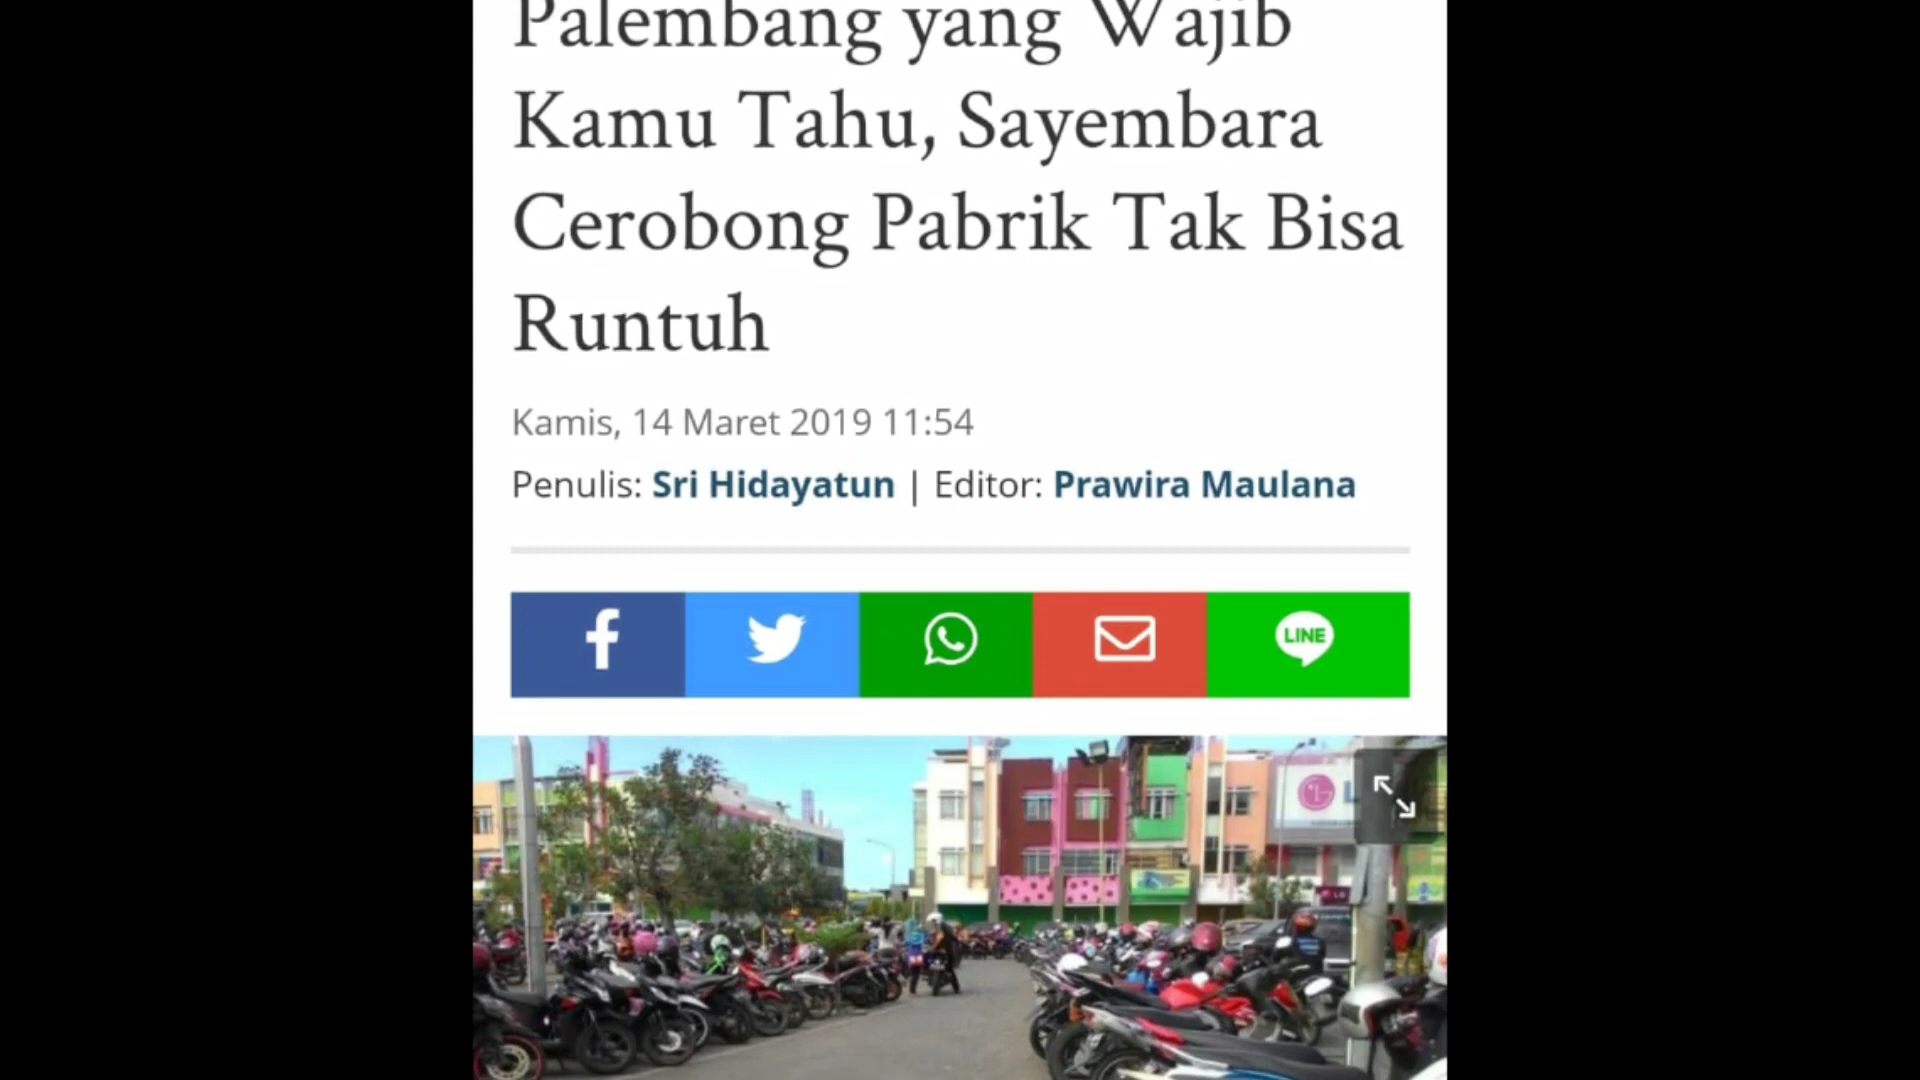 Palembang yang Wajib
Kamu Tahu, Sayembara
Cerobong Pabrik Tak Bisa
Runtuh
Kamis, 14 Maret 2019 11:54
Penulis: Sri Hidayatun | Editor: Prawira Maulana
LINE
LG